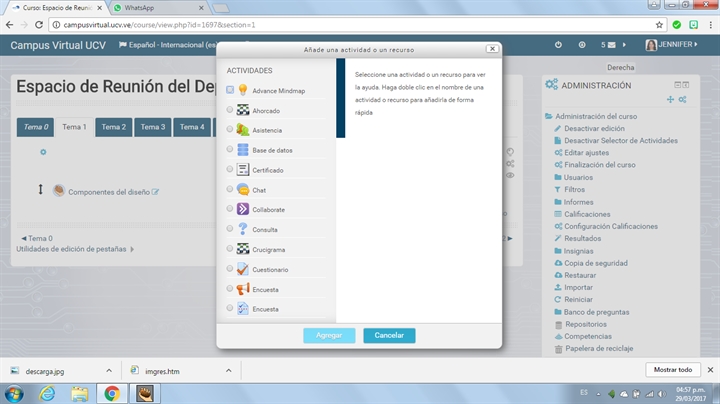 Curso: Espacio de Reunió
WhatsApp
campusvirtual.ucv.ve/course/view.php?id=1697&section=1
Campus Virtual UCV
Español - Internacional (es
5
JENNIFER
Añade una actividad o un recurso
Derecha
Espacio de Reunión del De
Tema 0
Tema 1
Tema 2
Tema 3
Tema 4
Componentes del diseño
Tema 0
Utilidades de edición de pestañas
ACTIVIDADES
Advance Mindmap
Ahorcado
Asistencia
Base de datos
Certificado
Chat
Collaborate
Consulta
Crucigrama
Cuestionario
Encuesta
Encuesta
Seleccione una actividad o un recurso para ver
la ayuda. Haga doble clic en el nombre de una
actividad o recurso para añadirla de forma
rápida
Agregar
Cancelar
ADMINISTRACIÓN
Administración del curso
Desactivar edición
Desactivar Selector de Actividades
Editar ajustes
Finalización del curso
Usuarios
Filtros
Informes
Calificaciones
Configuración Calificaciones
Resultados
Insignias
Copia de seguridad
Restaurar
Importar
Reiniciar
Banco de preguntas
Repositorios
Competencias
Papelera de reciclaje
descarga.jpg
imgres.htm
Mostrar todo
ES
04:57 p.m.
29/03/2017